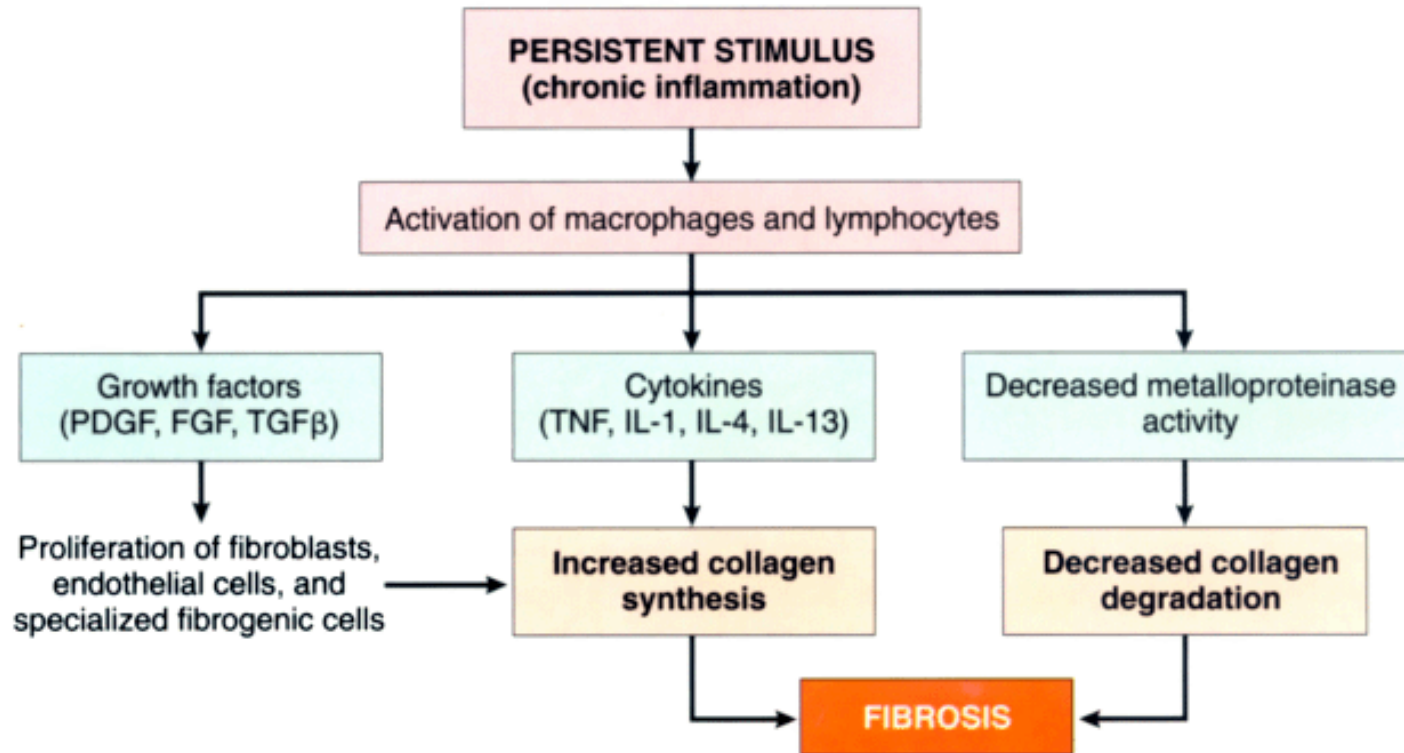 PERSISTENT STIMULUS
(chronic inflammation)
Activation of macrophages and lymphocytes
Growth factors
(PDGF, FGF, TGFβ)
Cytokines
(TNF, IL-1, IL-4, IL-13)
Decreased metalloproteinase
activity
Proliferation of fibroblasts,
endothelial cells, and
specialized fibrogenic cells
Increased collagen
synthesis
Decreased collagen
degradation
FIBROSIS